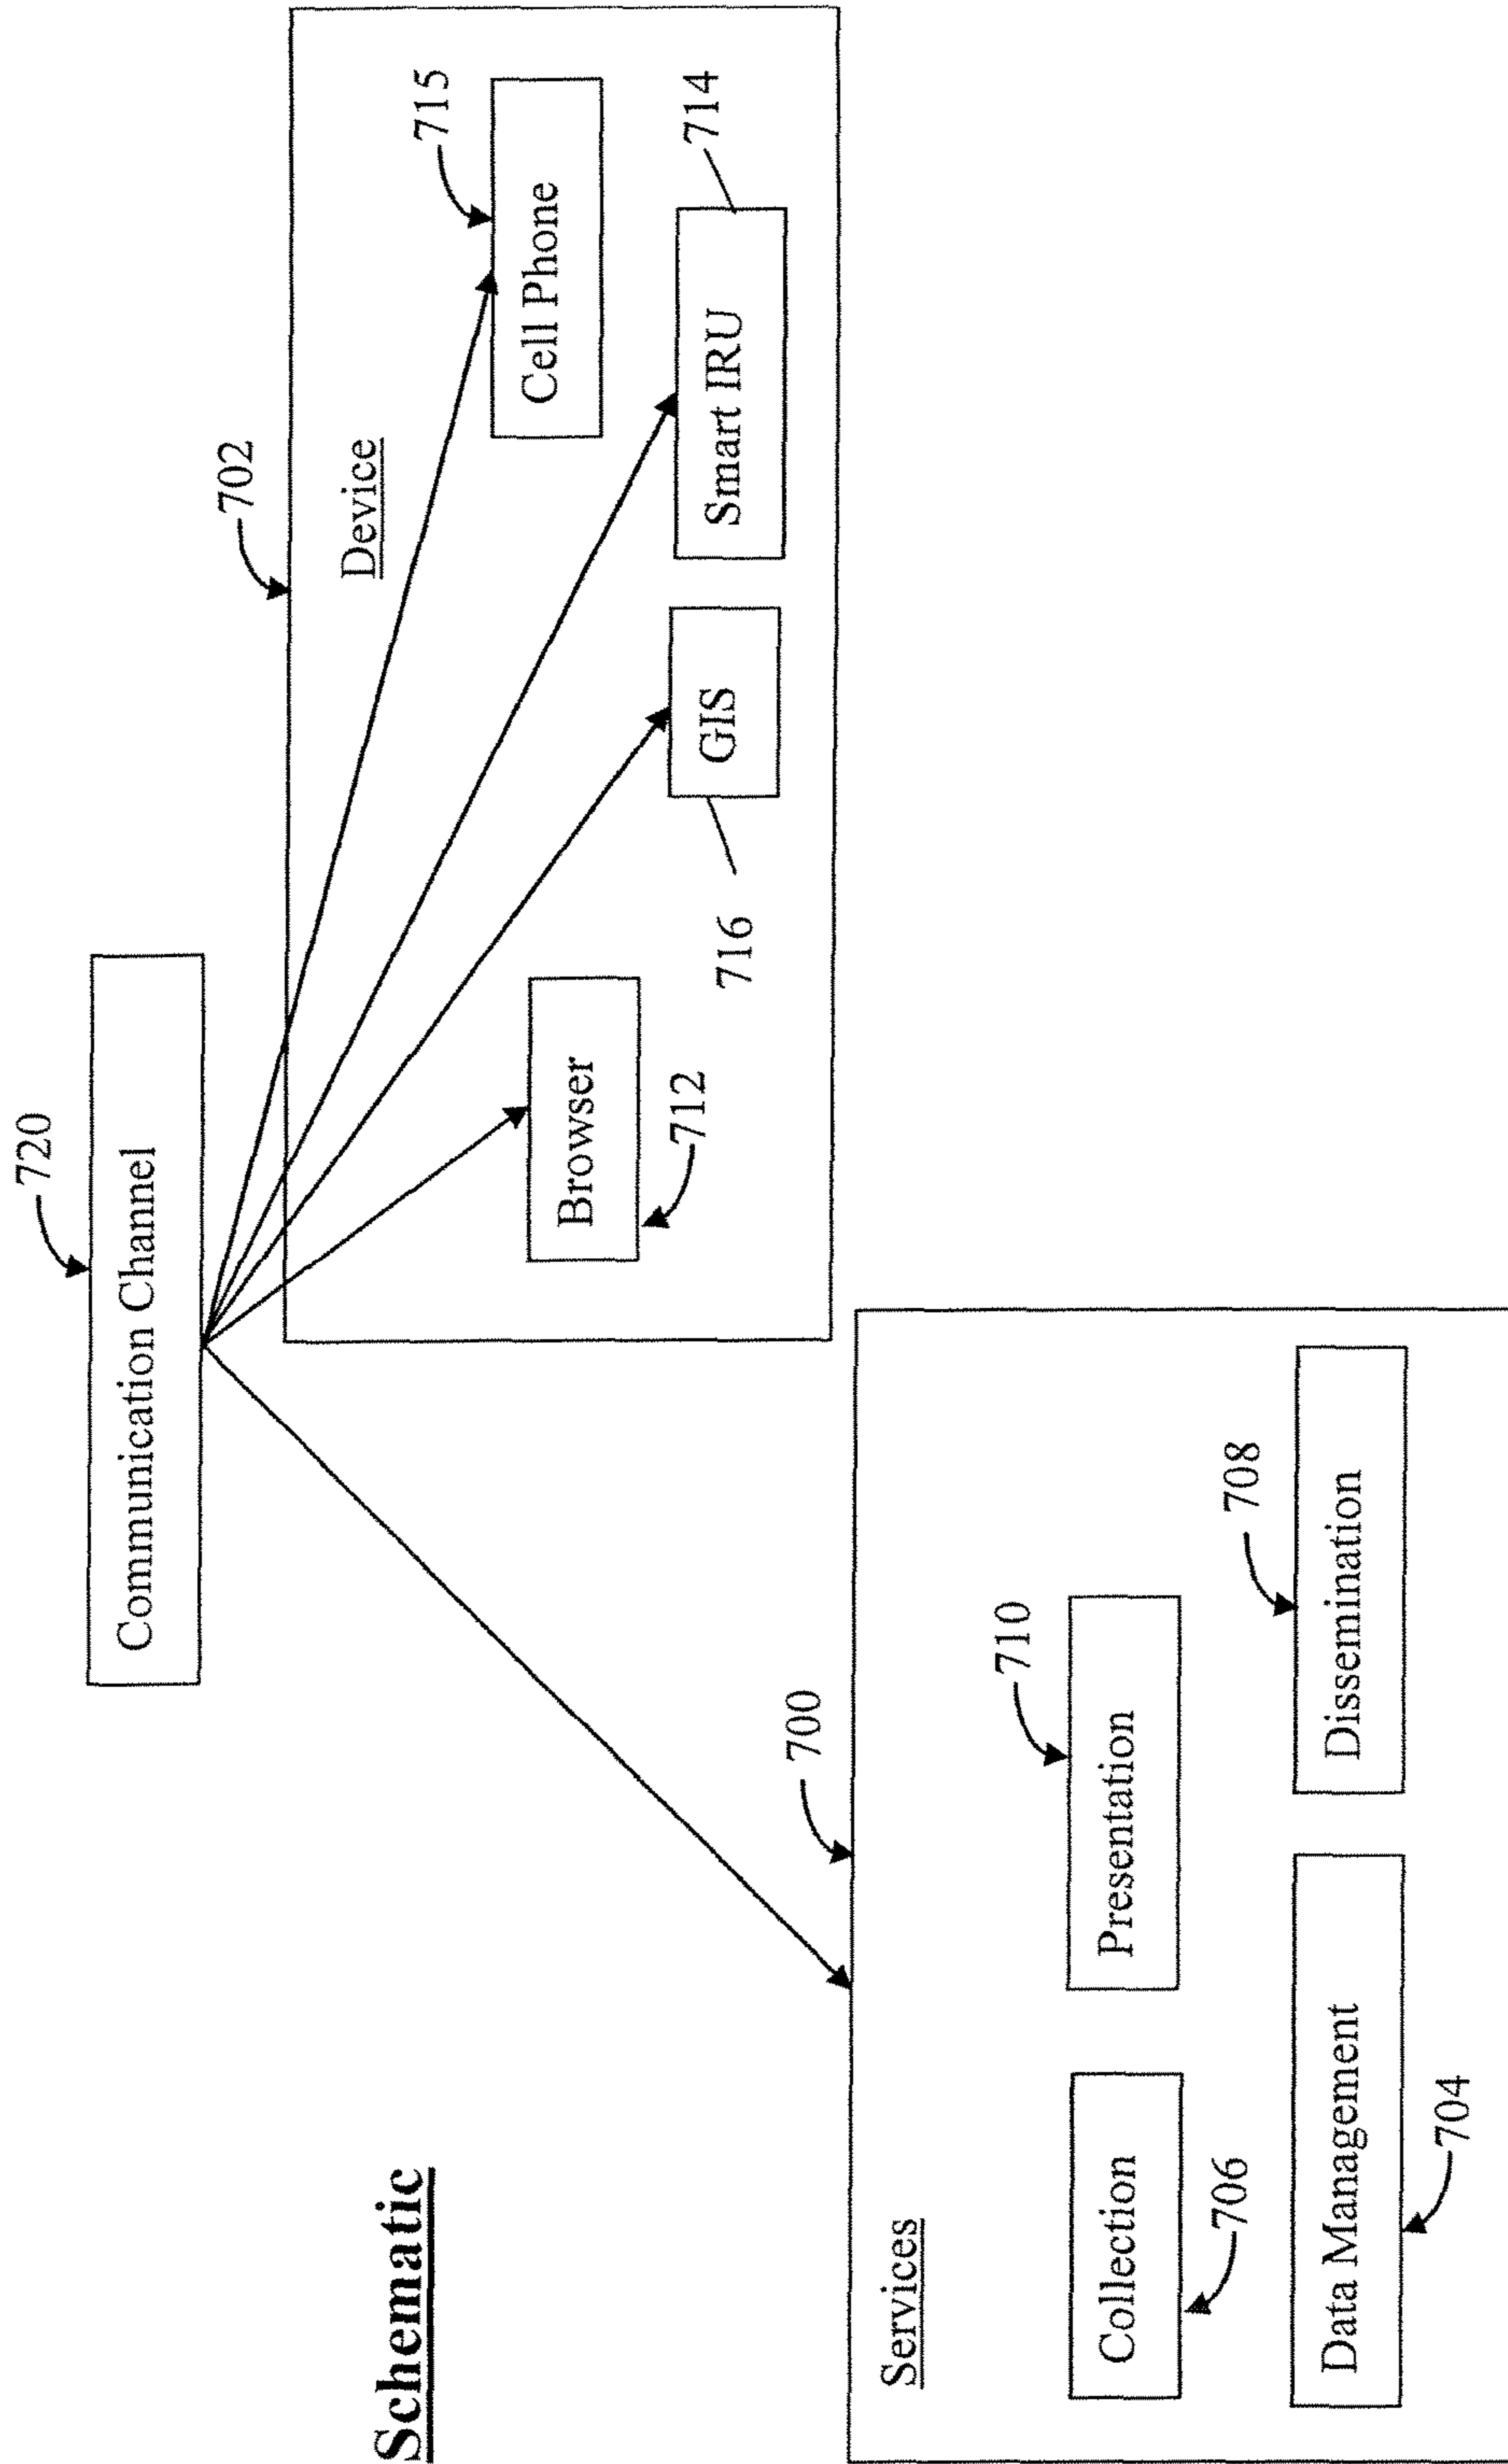 Schematic
720
Communication Channel
702
Device
715
Cell Phone
Browser
712
GIS
716
Smart IRU
714
700
Services
710
Presentation
Collection
706
708
Dissemination
Data Management
704